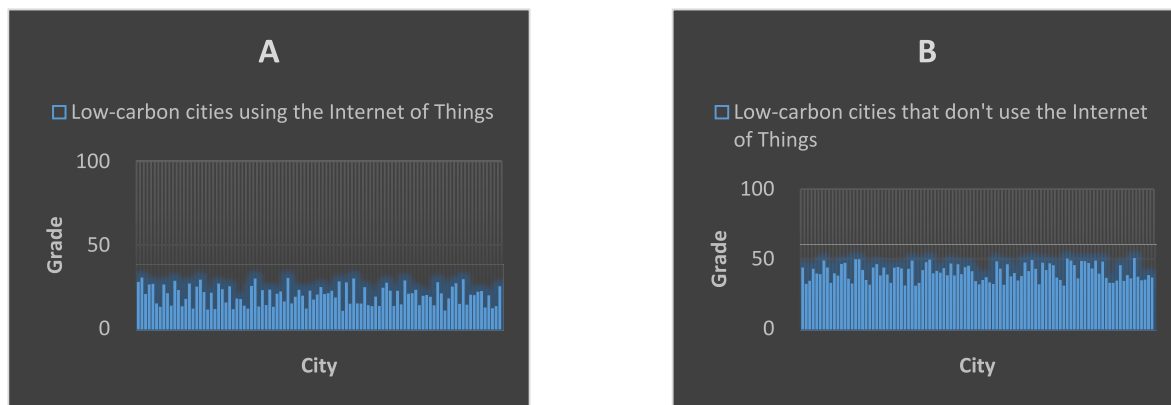 A
Low-carbon cities using the Internet of Things
100
50
0
Grade
City
B
Low-carbon cities that don't use the Internet
of Things
100
50
0
Grade
City